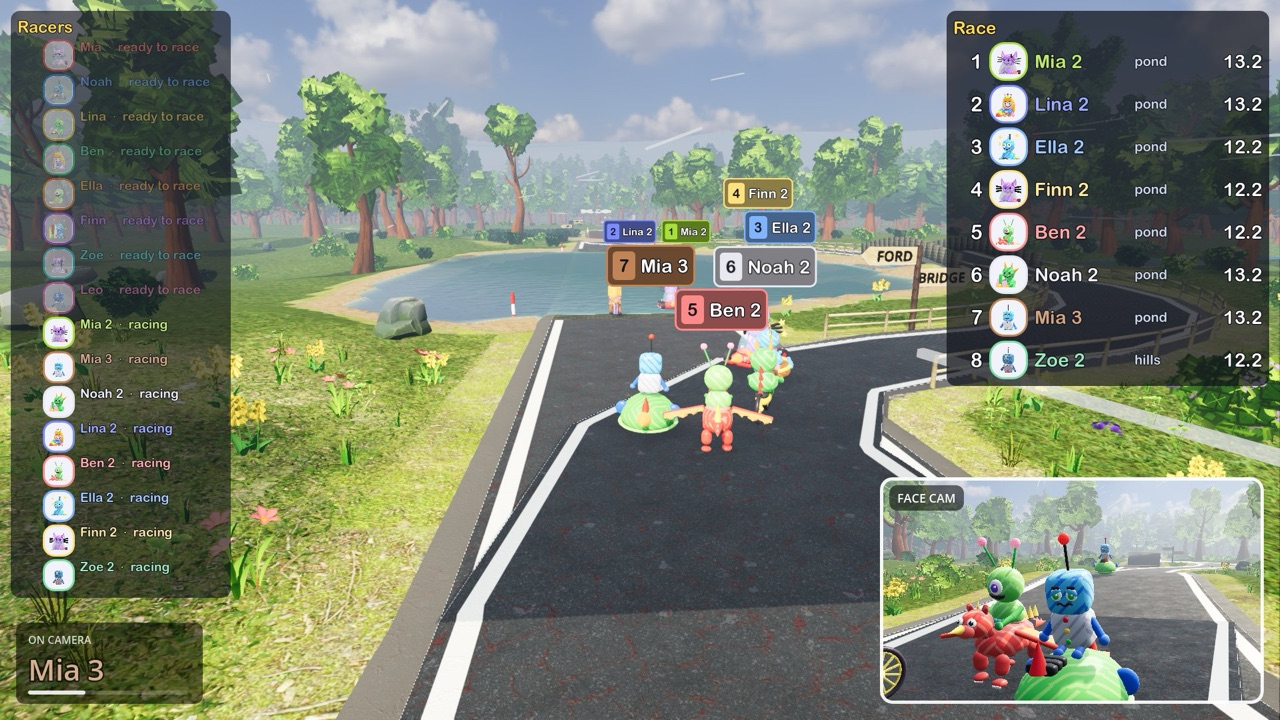 Racers
Mia · ready to race
Noah · ready to race
Lina · ready to race
Ben · ready to race
Ella · ready to race
Finn · ready to race
Zoe · ready to race
Leo · ready to race
Mia 2 · racing
Mia 3 · racing
Noah 2 · racing
Lina 2 · racing
Ben 2 · racing
Ella 2 · racing
Finn 2 · racing
Zoe 2 · racing
ON CAMERA
Mia 3
4 Finn 2
2 Lina 2
1 Mia 2
3 Ella 2
7 Mia 3
6 Noah 2
5 Ben 2
FORD
BRIDGE
Race
1 Mia 2 pond 13.2
2 Lina 2 pond 13.2
3 Ella 2 pond 12.2
4 Finn 2 pond 12.2
5 Ben 2 pond 12.2
6 Noah 2 pond 13.2
7 Mia 3 pond 13.2
8 Zoe 2 hills 12.2
FACE CAM